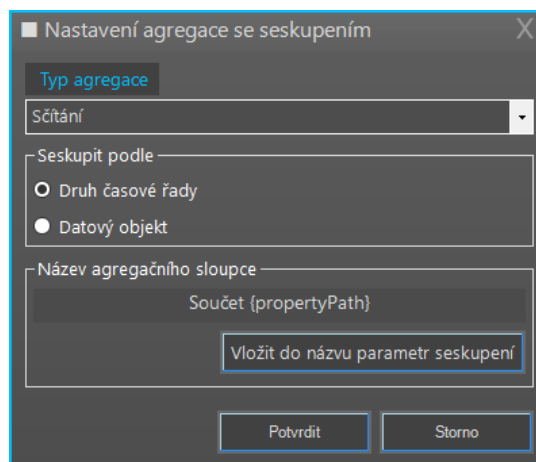 Nastavení agregace se seskupením
X
Typ agregace
Sčítání
Seskupit podle
Druh časové řady
Datový objekt
Název agregačního sloupce
Součet {propertyPath}
Vložit do názvu parametr seskupení
Potvrdit
Storno